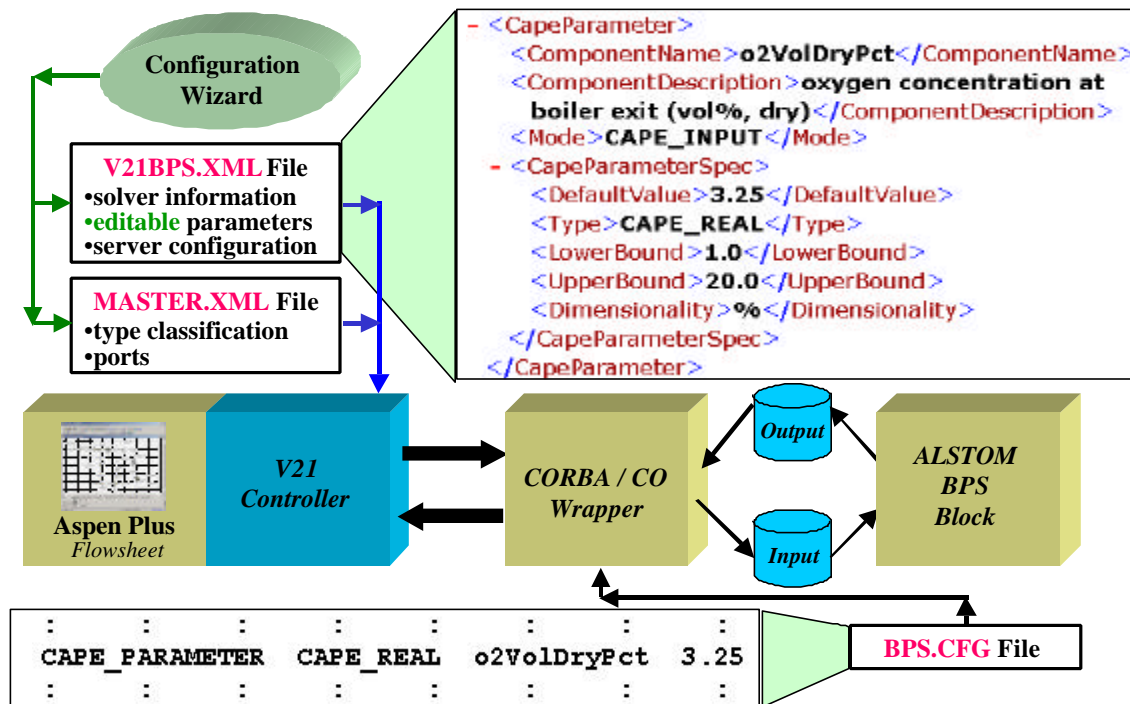 Configuration
Wizard
V21BPS.XML File
•solver information
•editable parameters
•server configuration
MASTER.XML File
•type classification
•ports
- <CapeParameter>
<ComponentName>o2VolDryPct</ComponentName>
<ComponentDescription>oxygen concentration at
boiler exit (vol%, dry)</ComponentDescription>
<Mode>CAPE_INPUT</Mode>
- <CapeParameterSpec>
<DefaultValue>3.25</DefaultValue>
<Type>CAPE_REAL</Type>
<LowerBound>1.0</LowerBound>
<UpperBound>20.0</UpperBound>
<Dimensionality>%</Dimensionality>
</CapeParameterSpec>
</CapeParameter>
Aspen Plus
Flowsheet
V21
Controller
CORBA / CO
Wrapper
Output
Input
ALSTOM
BPS
Block
: : : : : : : :
CAPE_PARAMETER CAPE_REAL o2VolDryPct 3.25
: : : : : : : :
BPS.CFG File